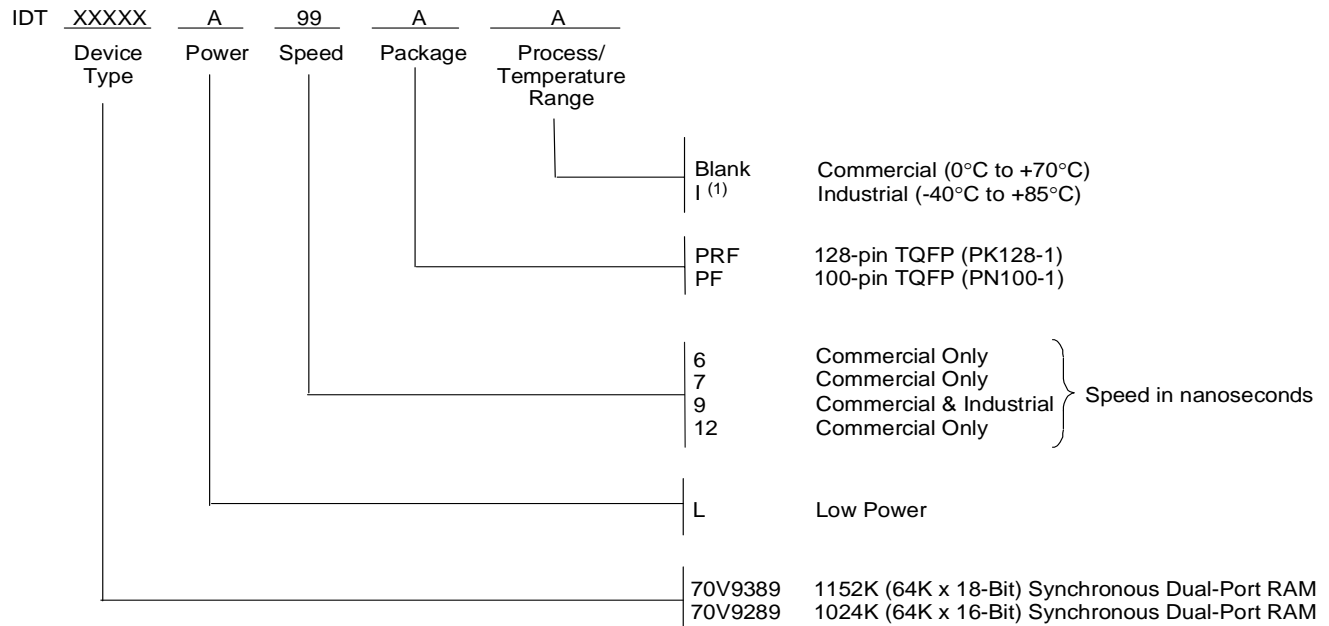 IDT XXXXX A 99 A A
Device Type Power Speed Package Process/ Temperature Range
Blank Commercial (0°C to +70°C)
I (1) Industrial (-40°C to +85°C)
PRF 128-pin TQFP (PK128-1)
PF 100-pin TQFP (PN100-1)
6 Commercial Only
7 Commercial Only
9 Commercial & Industrial
12 Commercial Only
Speed in nanoseconds
L Low Power
70V9389 1152K (64K x 18-Bit) Synchronous Dual-Port RAM
70V9289 1024K (64K x 16-Bit) Synchronous Dual-Port RAM